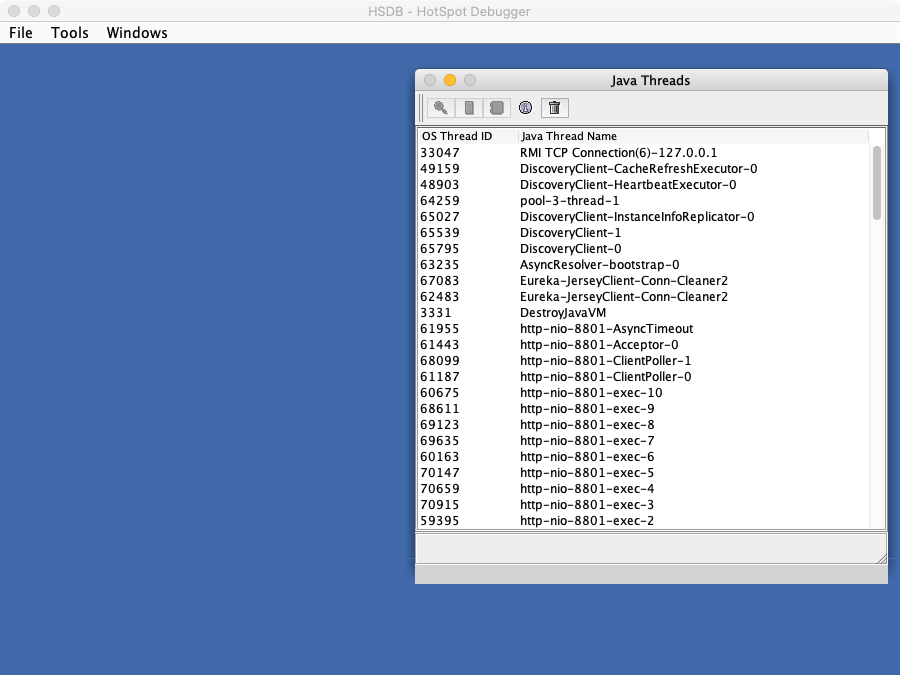 HSDB - HotSpot Debugger
File Tools Windows
Java Threads
OS Thread ID Java Thread Name
33047 RMI TCP Connection(6)-127.0.0.1
49159 DiscoveryClient-CacheRefreshExecutor-0
48903 DiscoveryClient-HeartbeatExecutor-0
64259 pool-3-thread-1
65027 DiscoveryClient-InstanceInfoReplicator-0
65539 DiscoveryClient-1
65795 DiscoveryClient-0
63235 AsyncResolver-bootstrap-0
67083 Eureka-JerseyClient-Conn-Cleaner2
62483 Eureka-JerseyClient-Conn-Cleaner2
3331 DestroyJavaVM
61955 http-nio-8801-AsyncTimeout
61443 http-nio-8801-Acceptor-0
68099 http-nio-8801-ClientPoller-1
61187 http-nio-8801-ClientPoller-0
60675 http-nio-8801-exec-10
68611 http-nio-8801-exec-9
69123 http-nio-8801-exec-8
69635 http-nio-8801-exec-7
60163 http-nio-8801-exec-6
70147 http-nio-8801-exec-5
70659 http-nio-8801-exec-4
70915 http-nio-8801-exec-3
59395 http-nio-8801-exec-2